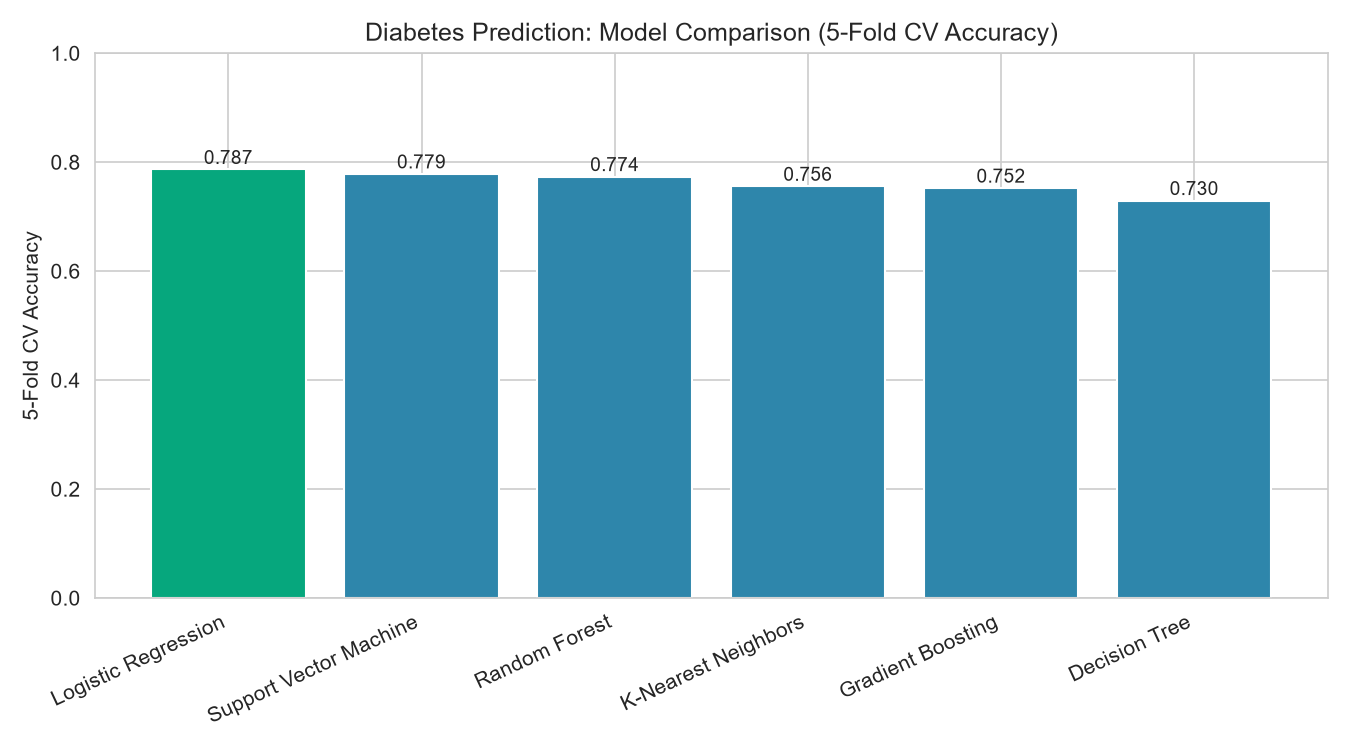 Diabetes Prediction: Model Comparison (5-Fold CV Accuracy)
5-Fold CV Accuracy
1.0
0.8
0.6
0.4
0.2
0.0
0.787
0.779
0.774
0.756
0.752
0.730
Logistic Regression
Support Vector Machine
Random Forest
K-Nearest Neighbors
Gradient Boosting
Decision Tree